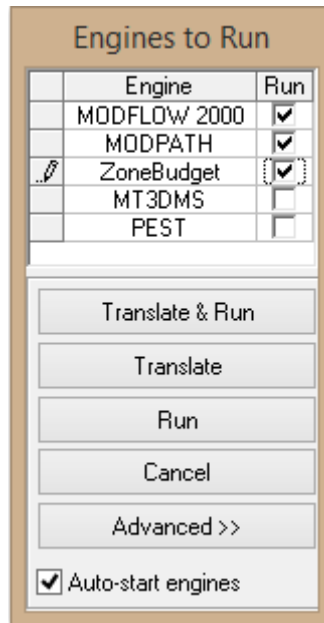 Engines to Run
Engine Run
MODFLOW 2000
MODPATH
ZoneBudget
MT3DMS
PEST
Translate & Run
Translate
Run
Cancel
Advanced >>
Auto-start engines